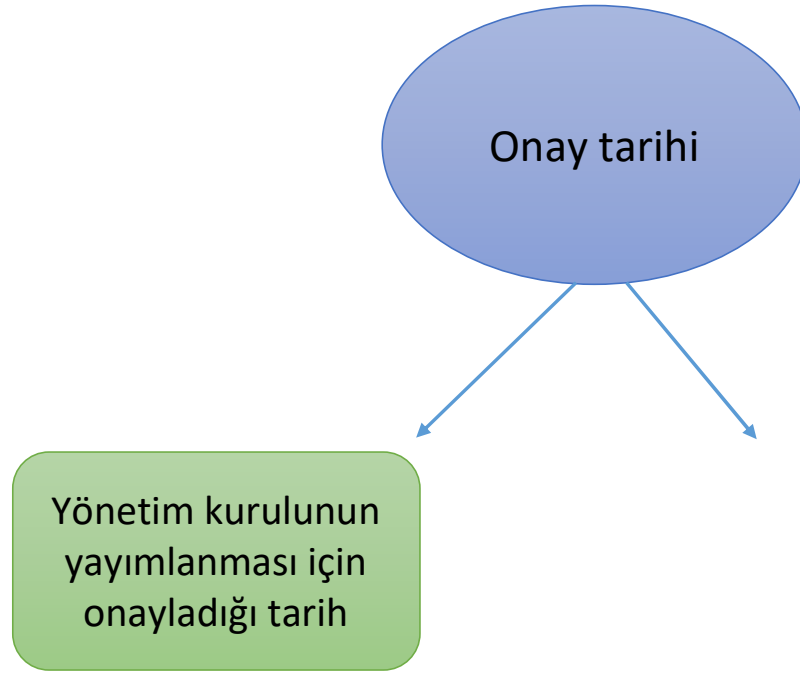 Onay tarihi
Yönetim kurulunun
yayımlanması için
onayladığı tarih